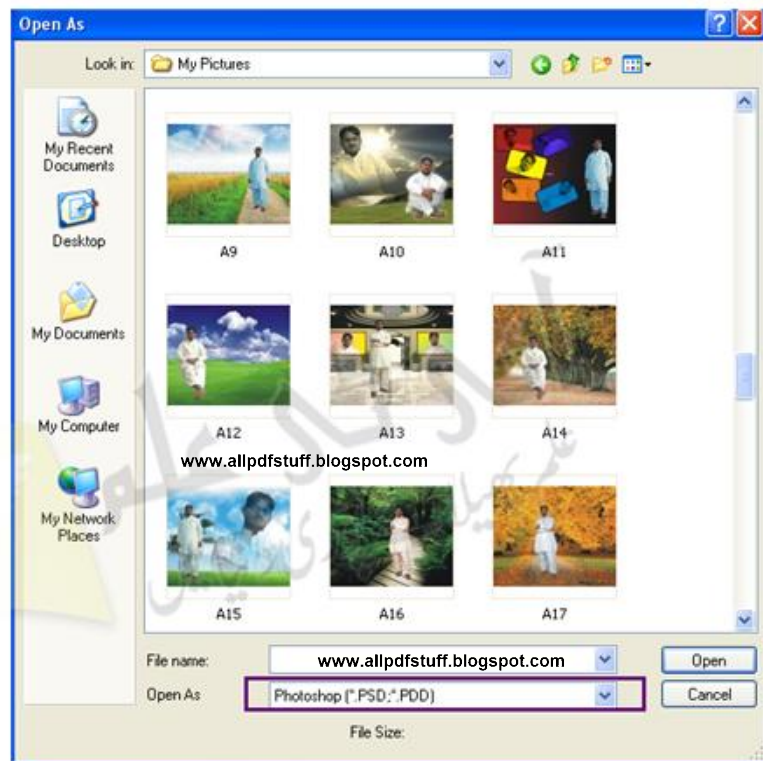 Open As
Look in: My Pictures
My Recent
Documents
Desktop
My Documents
My Computer
My Network
Places
A9 A10 A11
A12 A13 A14
www.allpdfstuff.blogspot.com
A15 A16 A17
File name: www.allpdfstuff.blogspot.com Open
Open As Photoshop (*.PSD;*.PDD) Cancel
File Size: